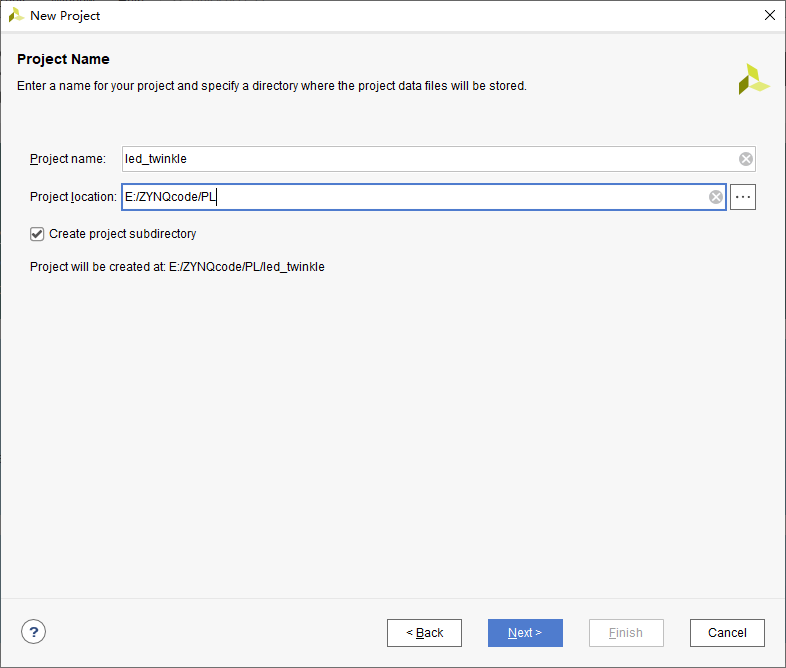 New Project
Project Name
Enter a name for your project and specify a directory where the project data files will be stored.
Project name: led_twinkle
Project location: E:/ZYNQcode/PL ...
Create project subdirectory
Project will be created at: E:/ZYNQcode/PL/led_twinkle
? < Back Next > Finish Cancel